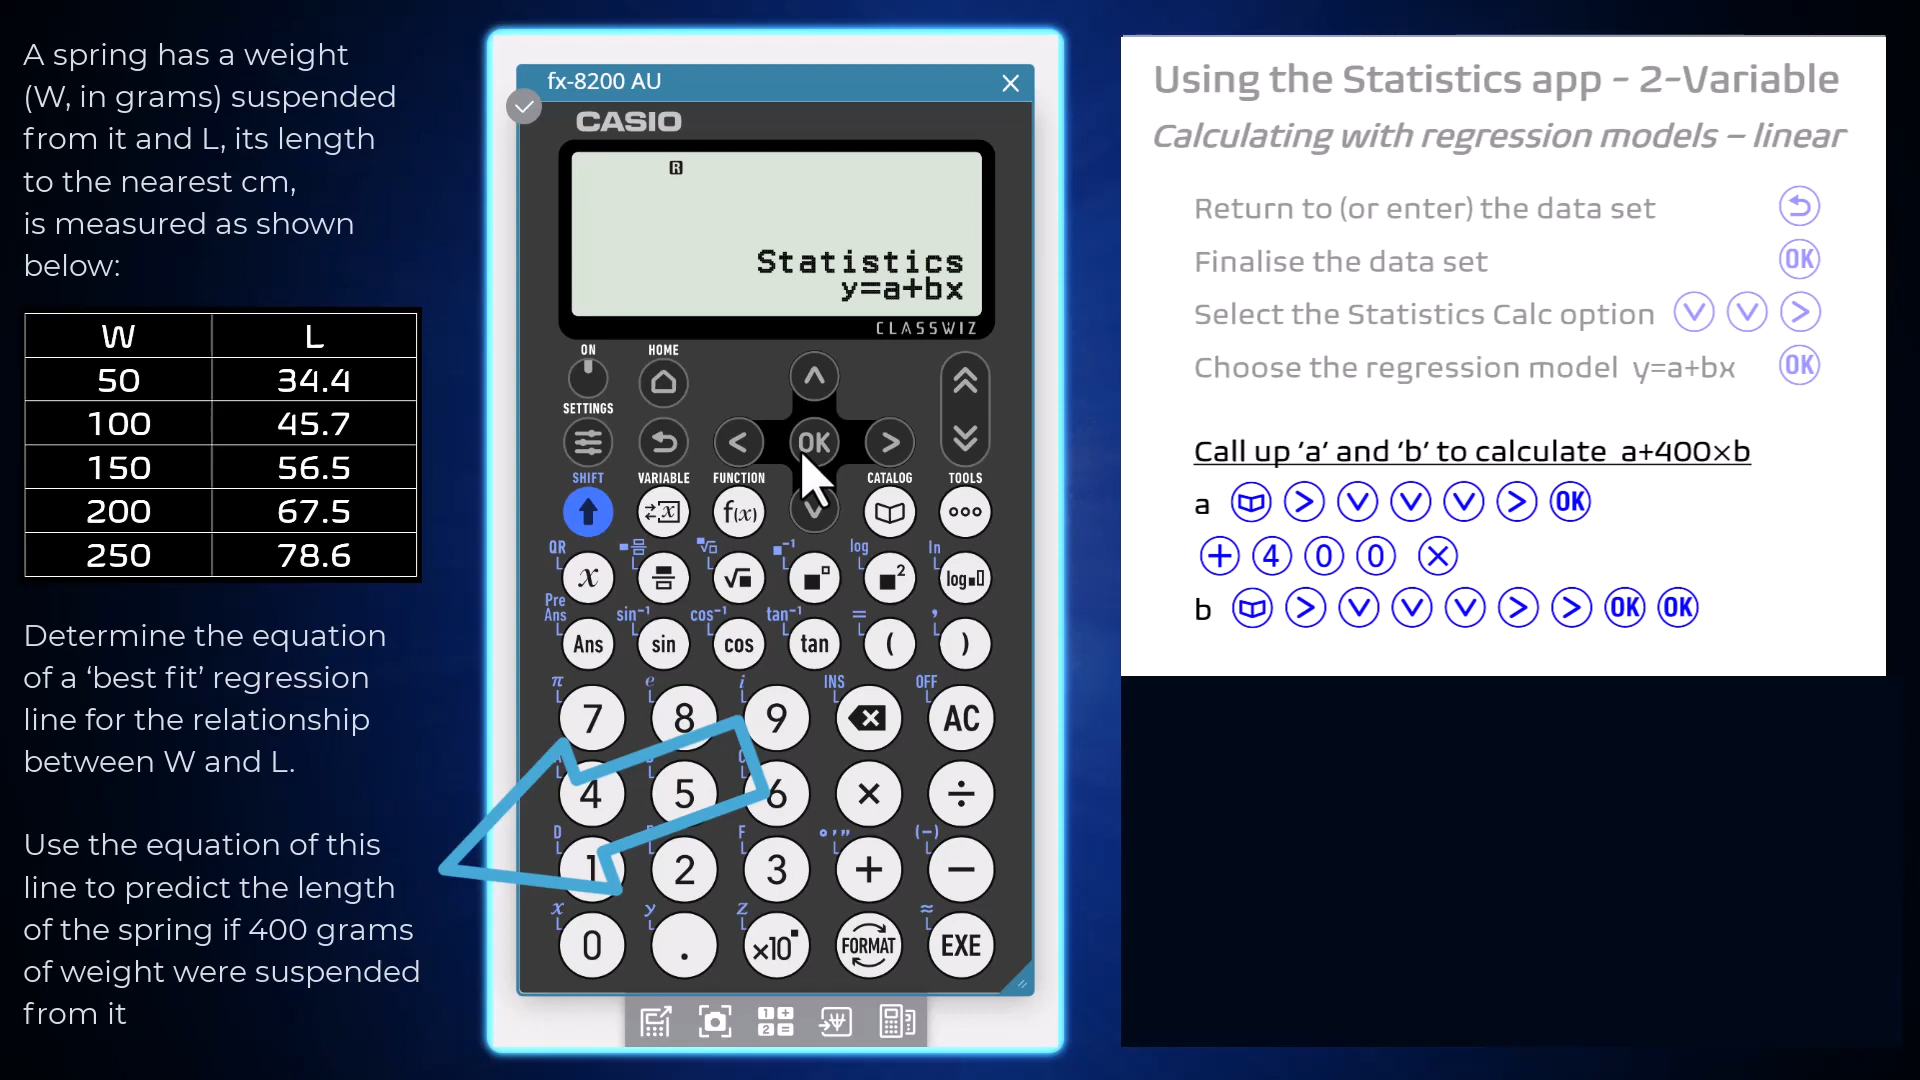 A spring has a weight
(W, in grams) suspended
from it and L, its length
to the nearest cm,
is measured as shown
below:
W L
50 34.4
100 45.7
150 56.5
200 67.5
250 78.6
Determine the equation
of a ‘best fit’ regression
line for the relationship
between W and L.
Use the equation of this
line to predict the length
of the spring if 400 grams
of weight were suspended
from it
fx-8200 AU
CASIO
R
Statistics
y=a+bx
CLASSWIZ
ON HOME
SETTINGS
OK
SHIFT VARIABLE FUNCTION CATALOG TOOLS
x f(x)
QR √ -1 log ln
x √■ ■2 log
Pre
Ans sin-1 cos-1 tan-1 = ,
Ans sin cos tan ( )
π e i INS OFF
7 8 9 AC
4 5 6 × ÷
D F °’” (−)
1 2 3 + −
x y z ≈
0 . ×10 FORMAT EXE
1 +
2 =
Using the Statistics app - 2-Variable
Calculating with regression models – linear
Return to (or enter) the data set
Finalise the data set OK
Select the Statistics Calc option
Choose the regression model y=a+bx OK
Call up ‘a’ and ‘b’ to calculate a+400×b
a > OK
+ 4 0 0 ×
b > > > OK OK